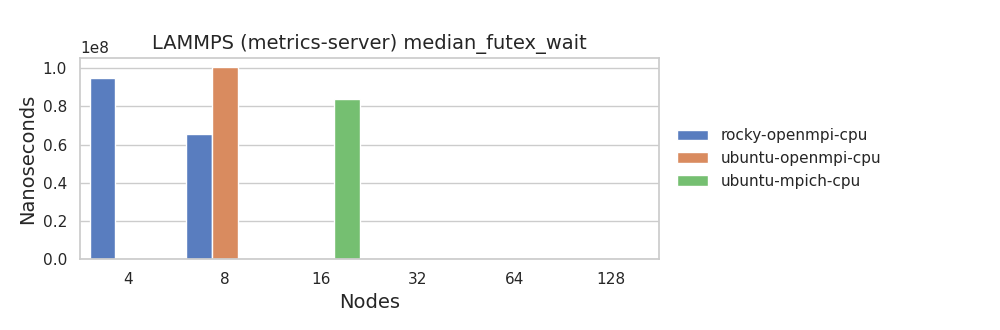 LAMMPS (metrics-server) median_futex_wait
1e8
1.0
0.8
0.6
0.4
0.2
0.0
Nanoseconds
4 8 16 32 64 128
Nodes
rocky-openmpi-cpu
ubuntu-openmpi-cpu
ubuntu-mpich-cpu